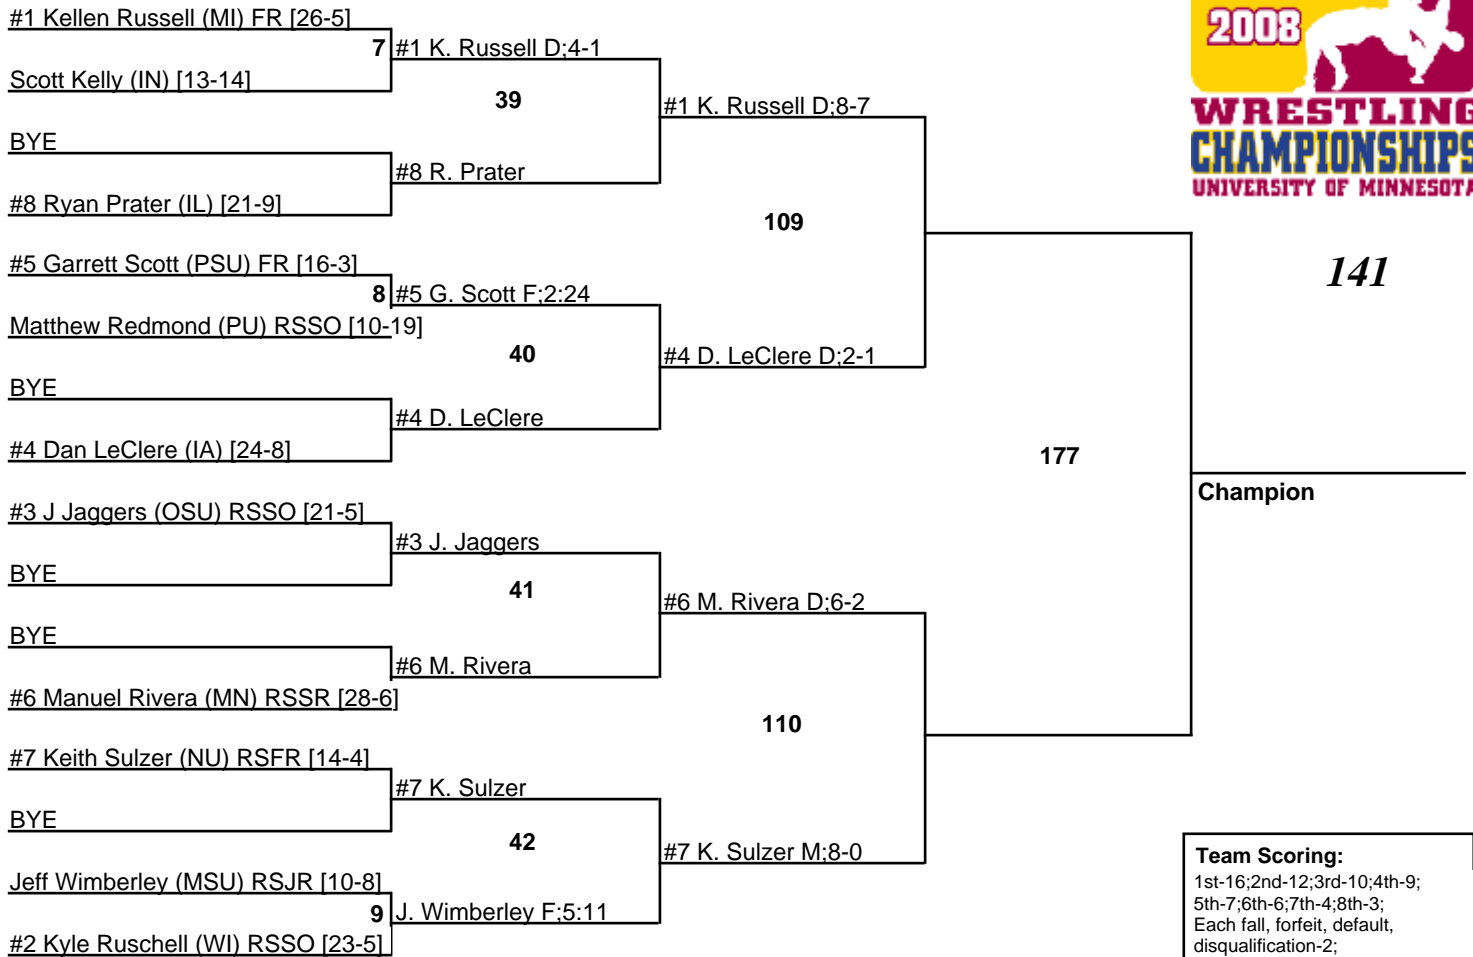 #1 Kellen Russell (MI) FR [26-5]
7 #1 K. Russell D;4-1
Scott Kelly (IN) [13-14]
39
#1 K. Russell D;8-7
BYE
#8 R. Prater
#8 Ryan Prater (IL) [21-9]
109
#5 Garrett Scott (PSU) FR [16-3]
8 #5 G. Scott F;2:24
Matthew Redmond (PU) RSSO [10-19]
40
#4 D. LeClere D;2-1
BYE
#4 D. LeClere
#4 Dan LeClere (IA) [24-8]
177
Champion
#3 J Jaggers (OSU) RSSO [21-5]
#3 J. Jaggers
BYE
41
#6 M. Rivera D;6-2
BYE
#6 M. Rivera
#6 Manuel Rivera (MN) RSSR [28-6]
110
#7 Keith Sulzer (NU) RSFR [14-4]
#7 K. Sulzer
BYE
42
#7 K. Sulzer M;8-0
Jeff Wimberley (MSU) RSJR [10-8]
9 J. Wimberley F;5:11
#2 Kyle Ruschell (WI) RSSO [23-5]
2008
WRESTLING
CHAMPIONSHIPS
UNIVERSITY OF MINNESOTA
141
Team Scoring:
1st-16;2nd-12;3rd-10;4th-9;
5th-7;6th-6;7th-4;8th-3;
Each fall, forfeit, default,
disqualification-2;